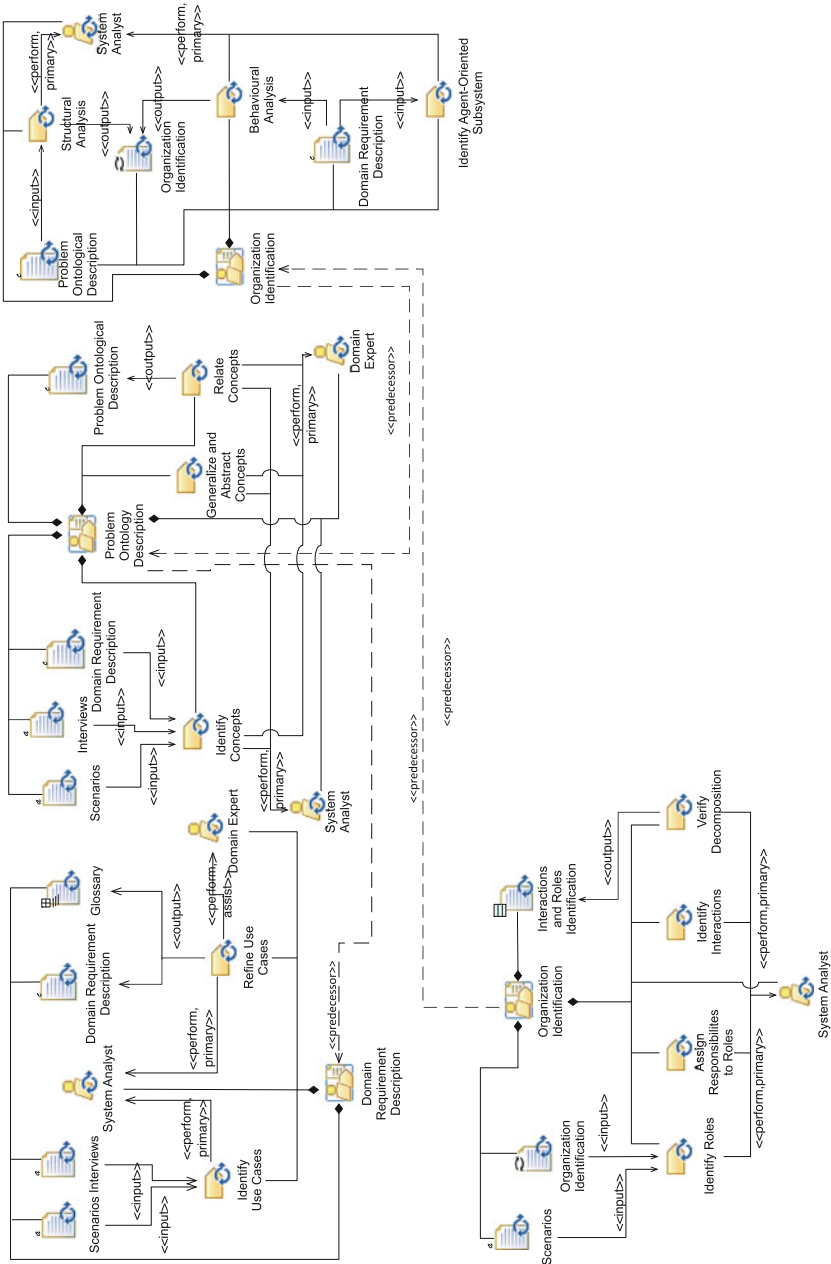 Scenarios
Interviews
<<input>>
<<input>>
Identify
Use Cases
<<perform,
primary>>
System Analyst
Domain Requirement
Description
Glossary
<<output>>
Refine Use
Cases
<<perform,
primary>>
<<perform,
assist>>
Domain Expert
<<predecessor>>
Domain
Requirement
Description
Scenarios
Interviews
Domain Requirement
Description
<<input>>
<<input>>
<<input>>
Identify
Concepts
<<perform,
primary>>
System
Analyst
Problem
Ontology
Description
Generalize and
Abstract
Concepts
Problem Ontological
Description
<<output>>
Relate
Concepts
<<perform,
primary>>
Domain
Expert
<<predecessor>>
Problem
Ontological
Description
<<input>>
Structural
Analysis
<<perform,
primary>>
System
Analyst
<<output>>
Organization
Identification
<<output>>
<<perform,
primary>>
Behavioural
Analysis
<<input>>
Domain Requirement
Description
<<input>>
Identify Agent-Oriented
Subsystem
Organization
Identification
<<predecessor>>
<<predecessor>>
Scenarios
Organization
Identification
<<input>>
<<input>>
Identify Roles
Assign
Responsibilites
to Roles
Organization
Identification
Interactions
and Roles
Identification
<<output>>
Identify
Interactions
Verify
Decomposition
<<perform,primary>>
<<perform,primary>>
System Analyst